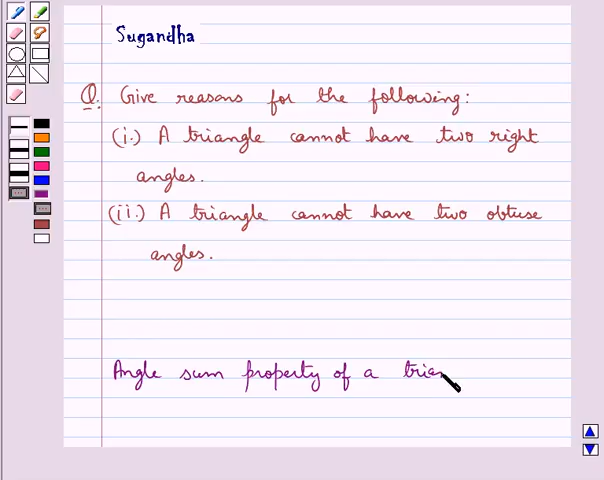 Sugandha
Q. Give reasons for the following:
(i.) A triangle cannot have two right
angles.
(ii.) A triangle cannot have two obtuse
angles.
Angle sum property of a trian